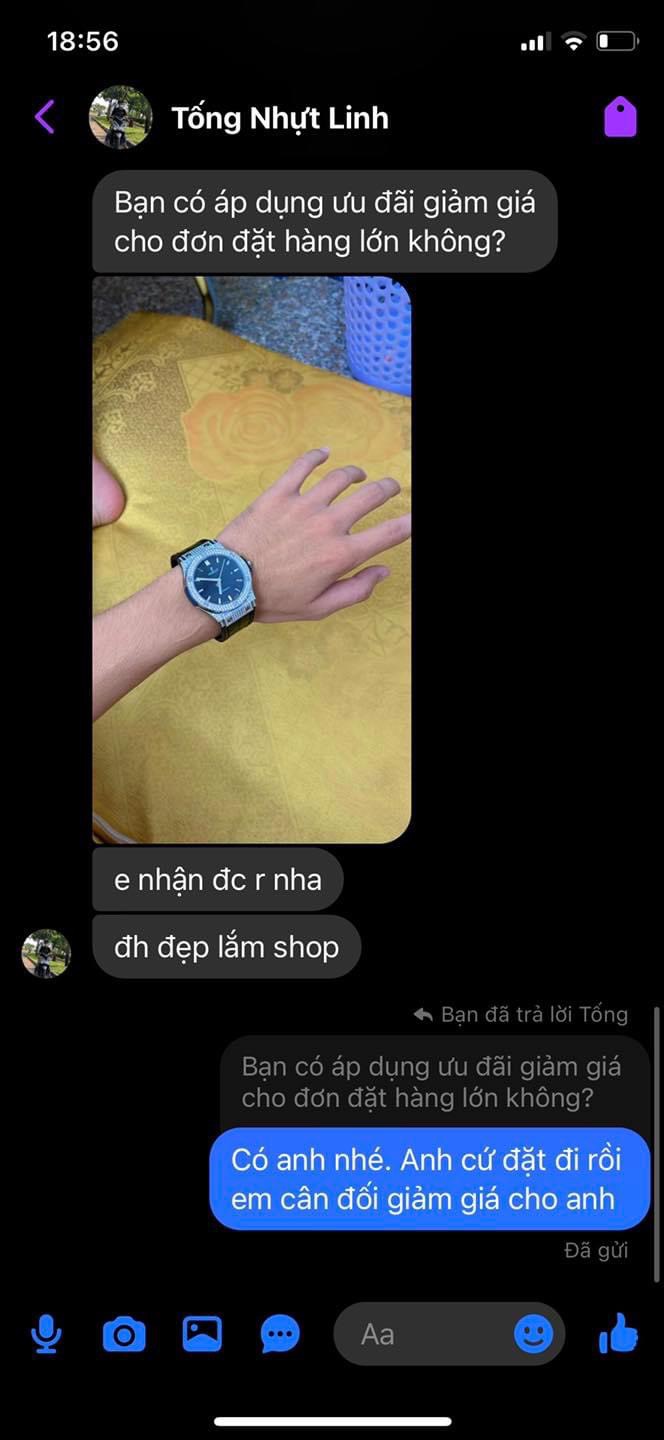 18:56
Tống Nhựt Linh
Bạn có áp dụng ưu đãi giảm giá
cho đơn đặt hàng lớn không?
e nhận đc r nha
đh đẹp lắm shop
Bạn đã trả lời Tống
Bạn có áp dụng ưu đãi giảm giá
cho đơn đặt hàng lớn không?
Có anh nhé. Anh cứ đặt đi rồi
em cân đối giảm giá cho anh
Đã gửi
Aa